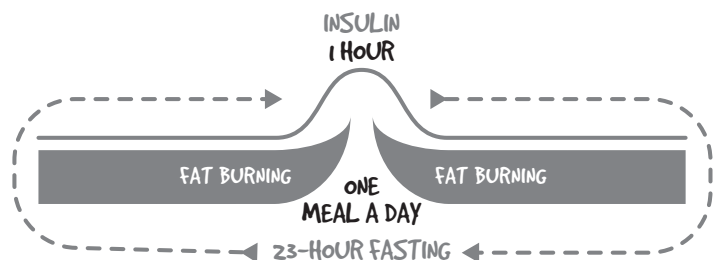 INSULIN
1 HOUR
FAT BURNING
FAT BURNING
ONE
MEAL A DAY
23-HOUR FASTING